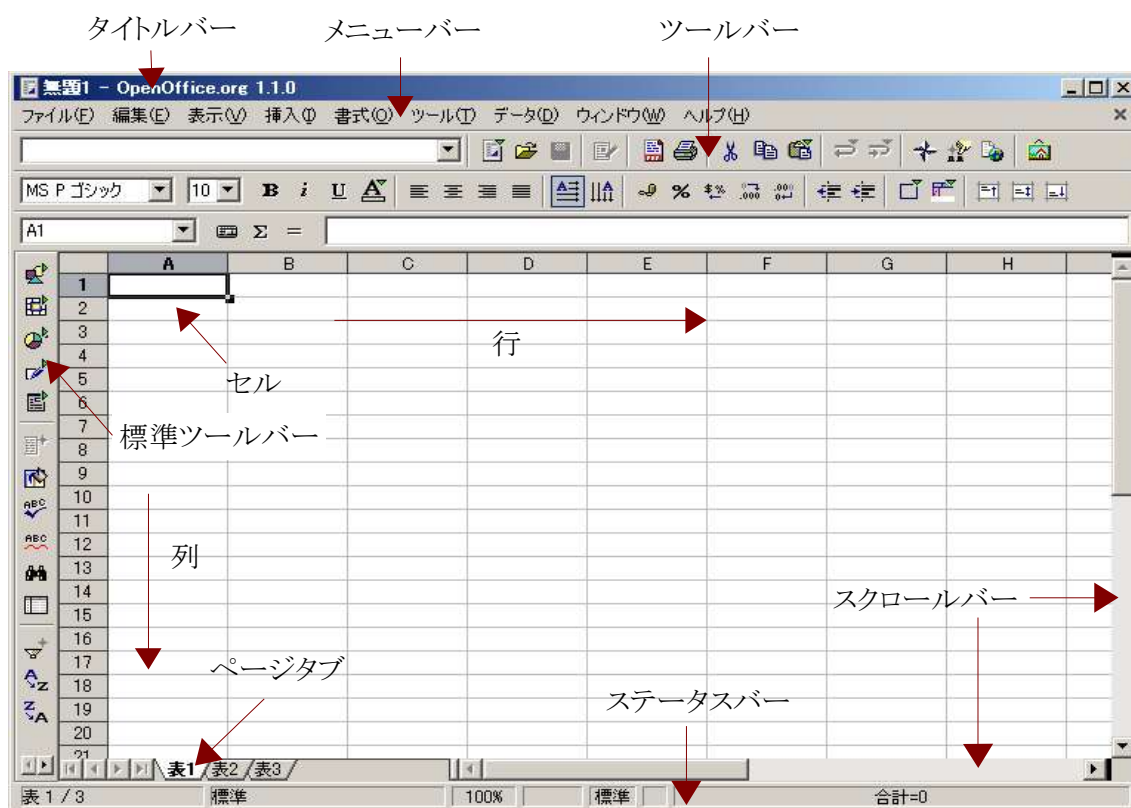 タイトルバー メニューバー ツールバー
無題1 - OpenOffice.org 1.1.0
ファイル(F) 編集(E) 表示(V) 挿入(I) 書式(O) ツール(T) データ(D) ウィンドウ(W) ヘルプ(H)
MS P ゴシック 10 B i U A
A1 Σ =
A B C D E F G H
1
2
3
行
4
5
セル
6
7
標準ツールバー
8
9
10
11
12
列
13
14
スクロールバー
15
16
17
ページタブ
18
19
ステータスバー
20
21
表1 表2 表3
表 1 / 3 標準 100% 標準 合計=0